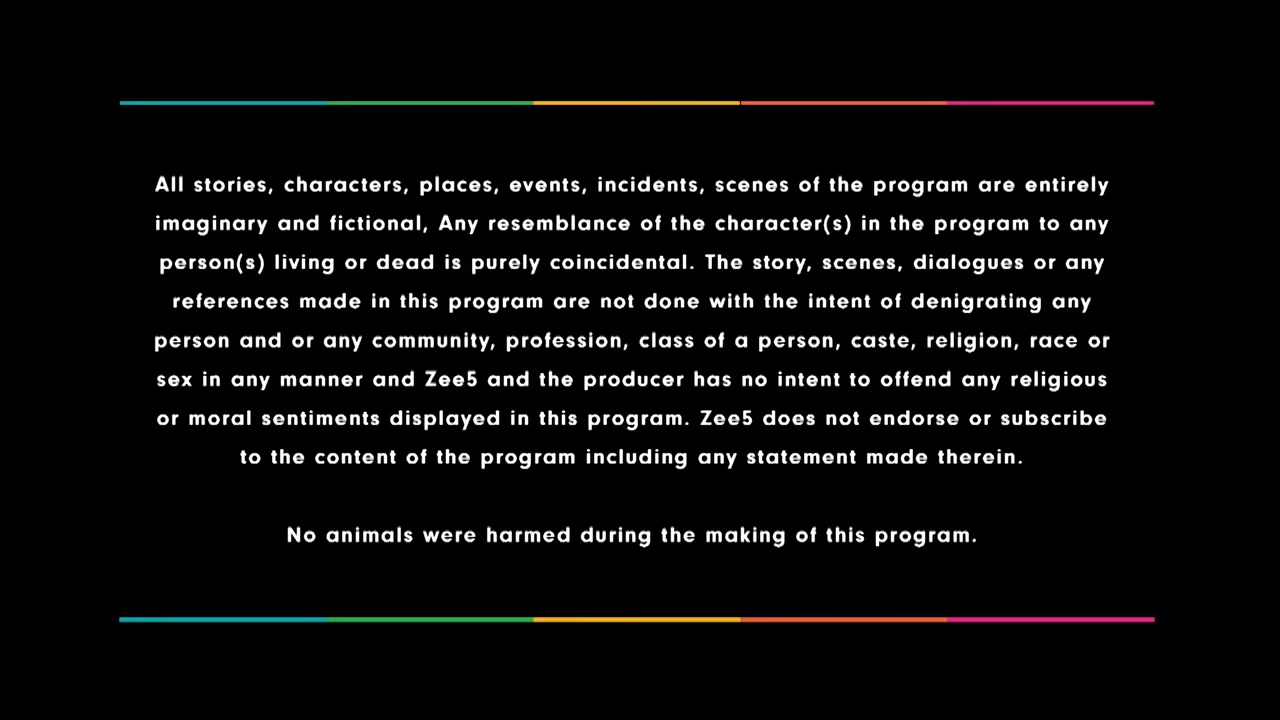 All stories, characters, places, events, incidents, scenes of the program are entirely
imaginary and fictional, Any resemblance of the character(s) in the program to any
person(s) living or dead is purely coincidental. The story, scenes, dialogues or any
references made in this program are not done with the intent of denigrating any
person and or any community, profession, class of a person, caste, religion, race or
sex in any manner and Zee5 and the producer has no intent to offend any religious
or moral sentiments displayed in this program. Zee5 does not endorse or subscribe
to the content of the program including any statement made therein.
No animals were harmed during the making of this program.